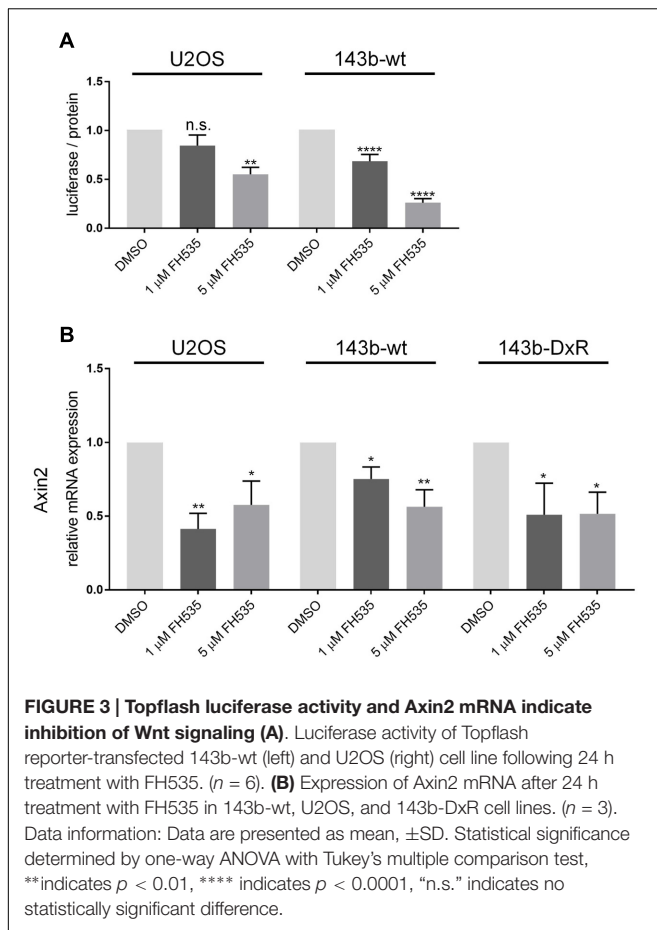 A
U2OS 143b-wt
luciferase / protein
1.5
1.0
0.5
0.0
n.s. ** **** ****
DMSO 1 μM FH535 5 μM FH535 DMSO 1 μM FH535 5 μM FH535
B
U2OS 143b-wt 143b-DxR
Axin2
relative mRNA expression
1.5
1.0
0.5
0.0
** * * ** * *
DMSO 1 μM FH535 5 μM FH535 DMSO 1 μM FH535 5 μM FH535 DMSO 1 μM FH535 5 μM FH535
FIGURE 3 | Topflash luciferase activity and Axin2 mRNA indicate
inhibition of Wnt signaling (A). Luciferase activity of Topflash
reporter-transfected 143b-wt (left) and U2OS (right) cell line following 24 h
treatment with FH535. (n = 6). (B) Expression of Axin2 mRNA after 24 h
treatment with FH535 in 143b-wt, U2OS, and 143b-DxR cell lines. (n = 3).
Data information: Data are presented as mean, ±SD. Statistical significance
determined by one-way ANOVA with Tukey's multiple comparison test,
**indicates p < 0.01, **** indicates p < 0.0001, "n.s." indicates no
statistically significant difference.